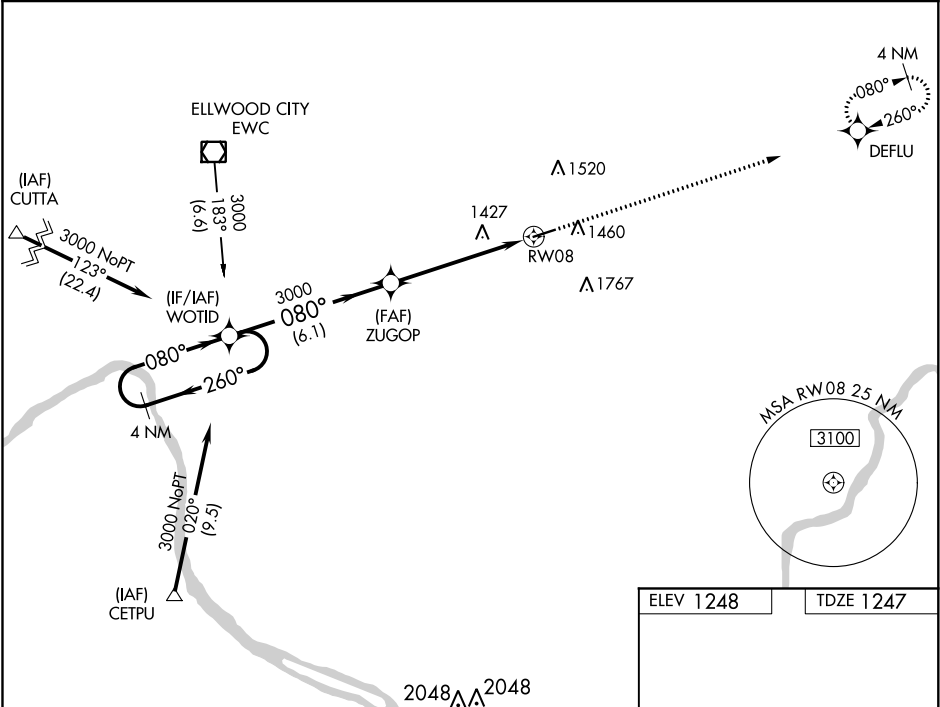 4 NM
080°
260°
DEFLU
ELLWOOD CITY
EWC
3000
183°
(6.6)
(IAF)
CUTTA
3000 NoPT
123°
(22.4)
1520
1427
1460
RW08
1767
(IF/IAF)
WOTID
3000
080°
(6.1)
(FAF)
ZUGOP
080°
260°
4 NM
3000 NoPT
020°
(9.5)
(IAF)
CETPU
MSA RW08 25 NM
3100
ELEV 1248
TDZE 1247
2048 2048